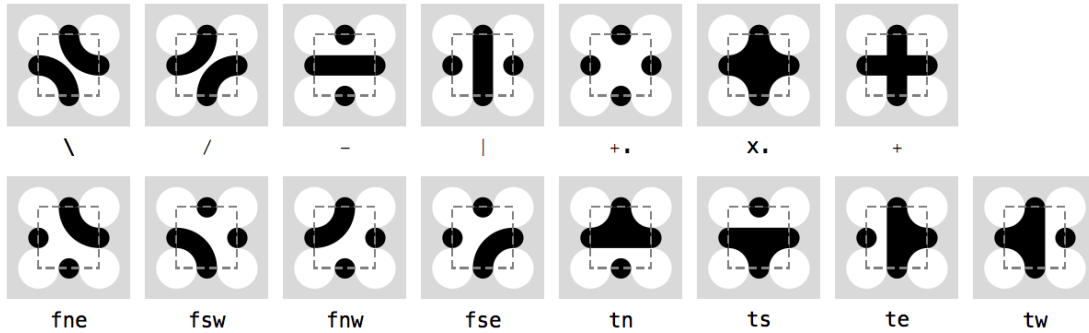 \ / − | +. x. +
fne fsw fnw fse tn ts te tw